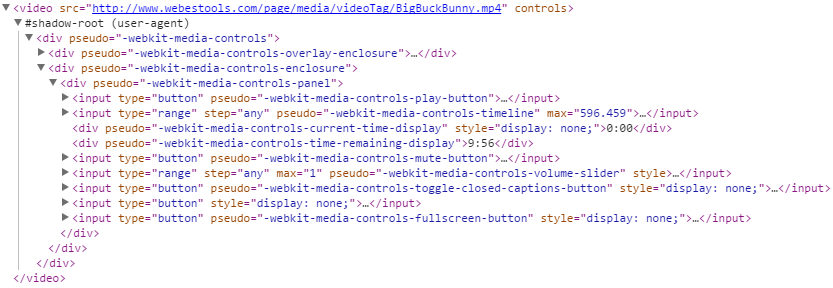 <video src="http://www.webestools.com/page/media/videoTag/BigBuckBunny.mp4" controls>
#shadow-root (user-agent)
<div pseudo="-webkit-media-controls">
<div pseudo="-webkit-media-controls-overlay-enclosure">…</div>
<div pseudo="-webkit-media-controls-enclosure">
<div pseudo="-webkit-media-controls-panel">
<input type="button" pseudo="-webkit-media-controls-play-button">…</input>
<input type="range" step="any" pseudo="-webkit-media-controls-timeline" max="596.459">…</input>
<div pseudo="-webkit-media-controls-current-time-display" style="display: none;">0:00</div>
<div pseudo="-webkit-media-controls-time-remaining-display">9:56</div>
<input type="button" pseudo="-webkit-media-controls-mute-button">…</input>
<input type="range" step="any" max="1" pseudo="-webkit-media-controls-volume-slider" style>…</input>
<input type="button" pseudo="-webkit-media-controls-toggle-closed-captions-button" style="display: none;">…</input>
<input type="button" style="display: none;">…</input>
<input type="button" pseudo="-webkit-media-controls-fullscreen-button" style="display: none;">…</input>
</div>
</div>
</div>
</video>